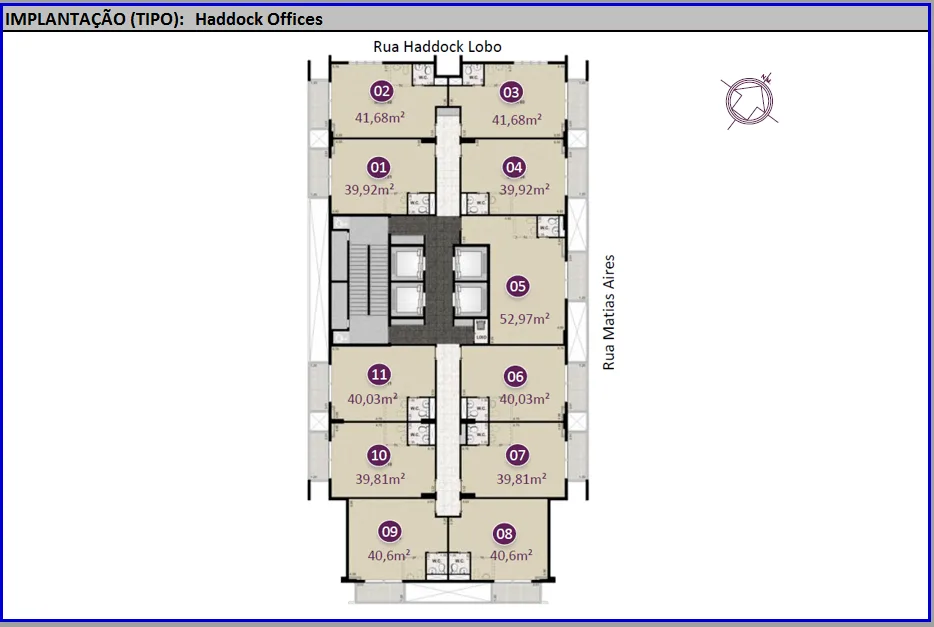 IMPLANTAÇÃO (TIPO): Haddock Offices
Rua Haddock Lobo
W.C. W.C.
02 03
41,68m² 41,68m²
01 04
39,92m² 39,92m²
W.C. W.C.
W.C.
05
52,97m²
Rua Matias Aires
LIXO
11 06
40,03m² 40,03m²
W.C. W.C.
W.C. W.C.
10 07
39,81m² 39,81m²
09 08
40,6m² 40,6m²
W.C. W.C.